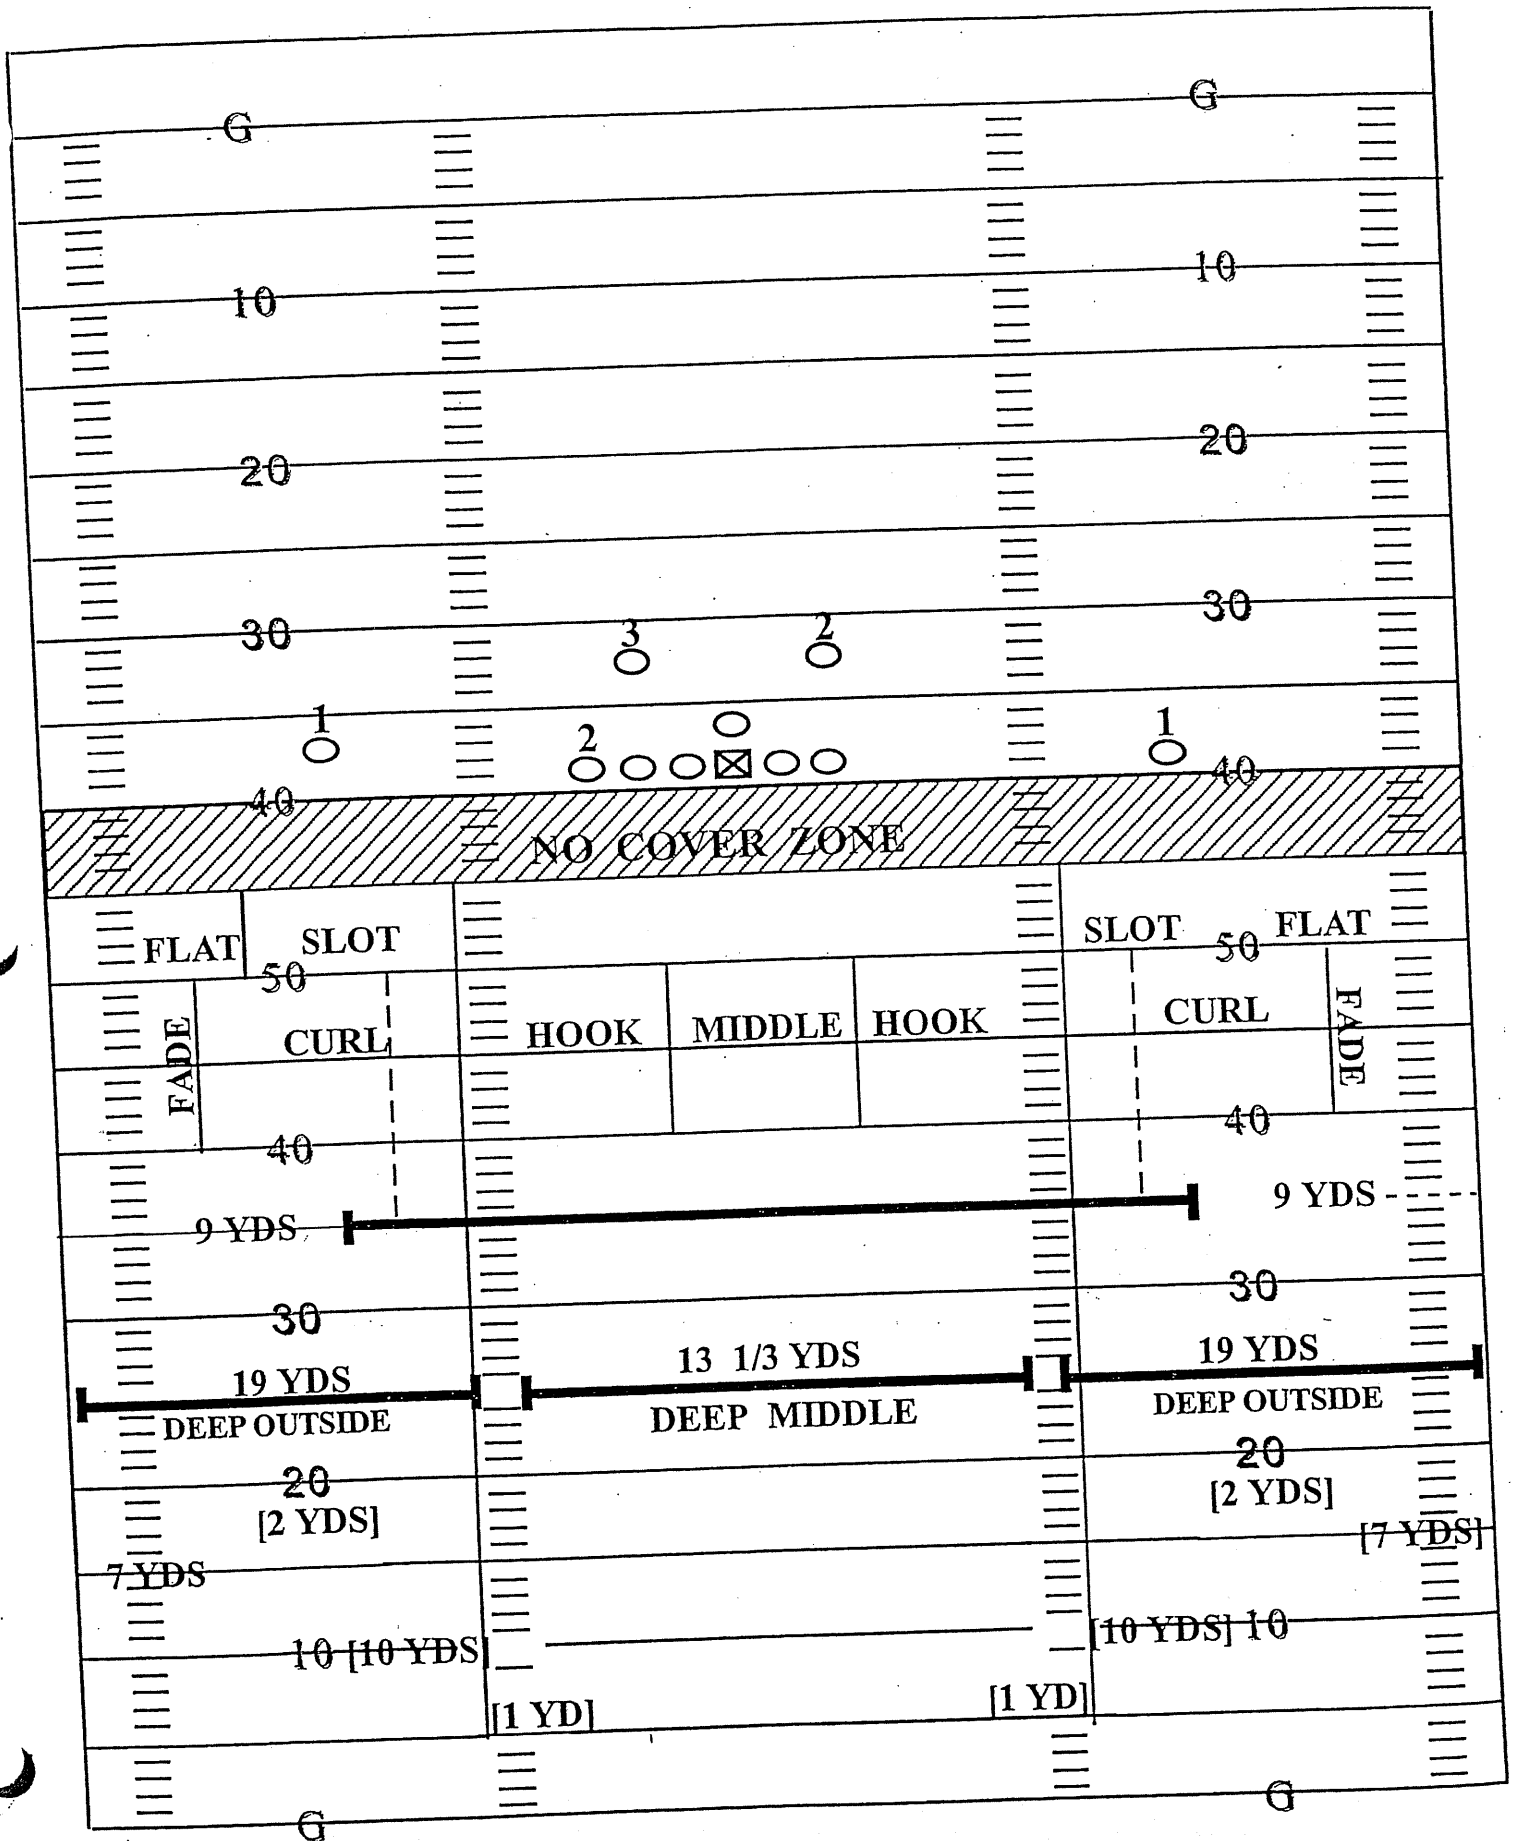 G G
10 10
20 20
30 30
3 2
1 2 1
40 40
NO COVER ZONE
FLAT SLOT SLOT FLAT
50 50
FADE CURL HOOK MIDDLE HOOK CURL FADE
40 40
9 YDS 9 YDS
30 30
19 YDS 13 1/3 YDS 19 YDS
DEEP OUTSIDE DEEP MIDDLE DEEP OUTSIDE
20 20
[2 YDS] [2 YDS]
7 YDS [7 YDS]
10 [10 YDS] [10 YDS] 10
[1 YD] [1 YD]
G G